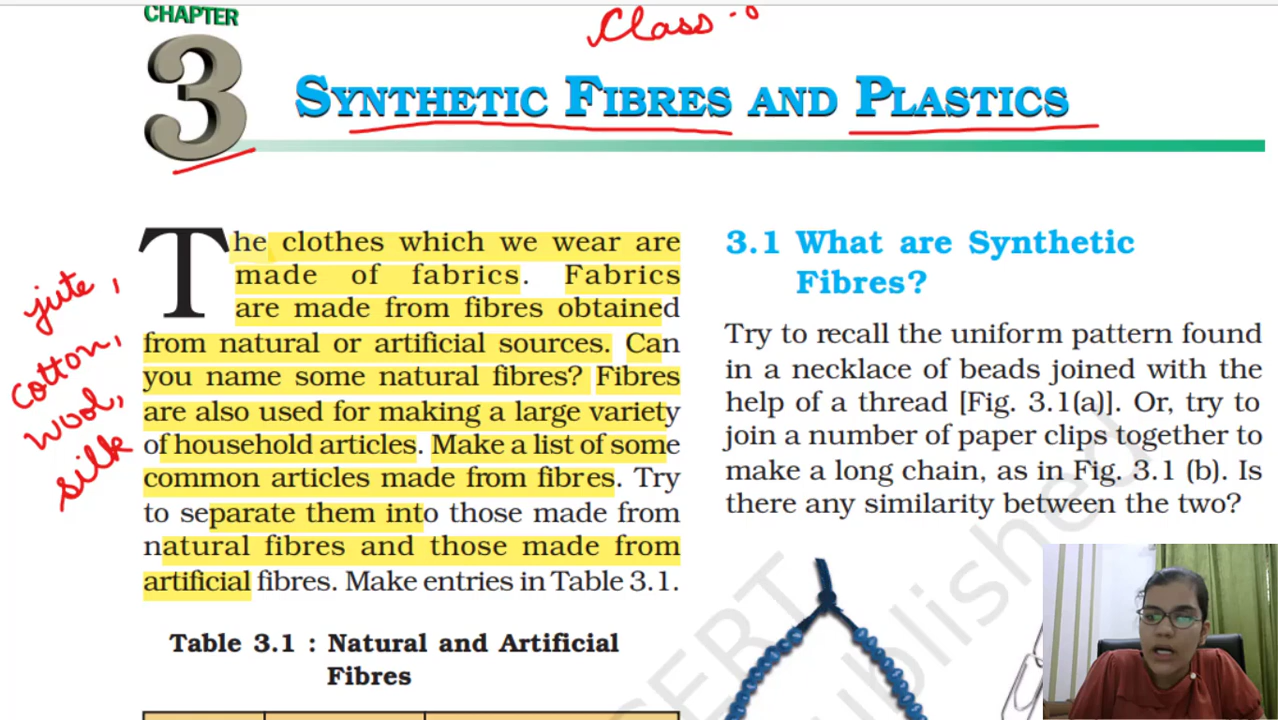 CHAPTER
3
Class - 8
SYNTHETIC FIBRES AND PLASTICS
The clothes which we wear are
made of fabrics. Fabrics
are made from fibres obtained
from natural or artificial sources. Can
you name some natural fibres? Fibres
are also used for making a large variety
of household articles. Make a list of some
common articles made from fibres. Try
to separate them into those made from
natural fibres and those made from
artificial fibres. Make entries in Table 3.1.
jute,
cotton,
wool,
silk
Table 3.1 : Natural and Artificial
Fibres
3.1 What are Synthetic
Fibres?
Try to recall the uniform pattern found
in a necklace of beads joined with the
help of a thread [Fig. 3.1(a)]. Or, try to
join a number of paper clips together to
make a long chain, as in Fig. 3.1 (b). Is
there any similarity between the two?